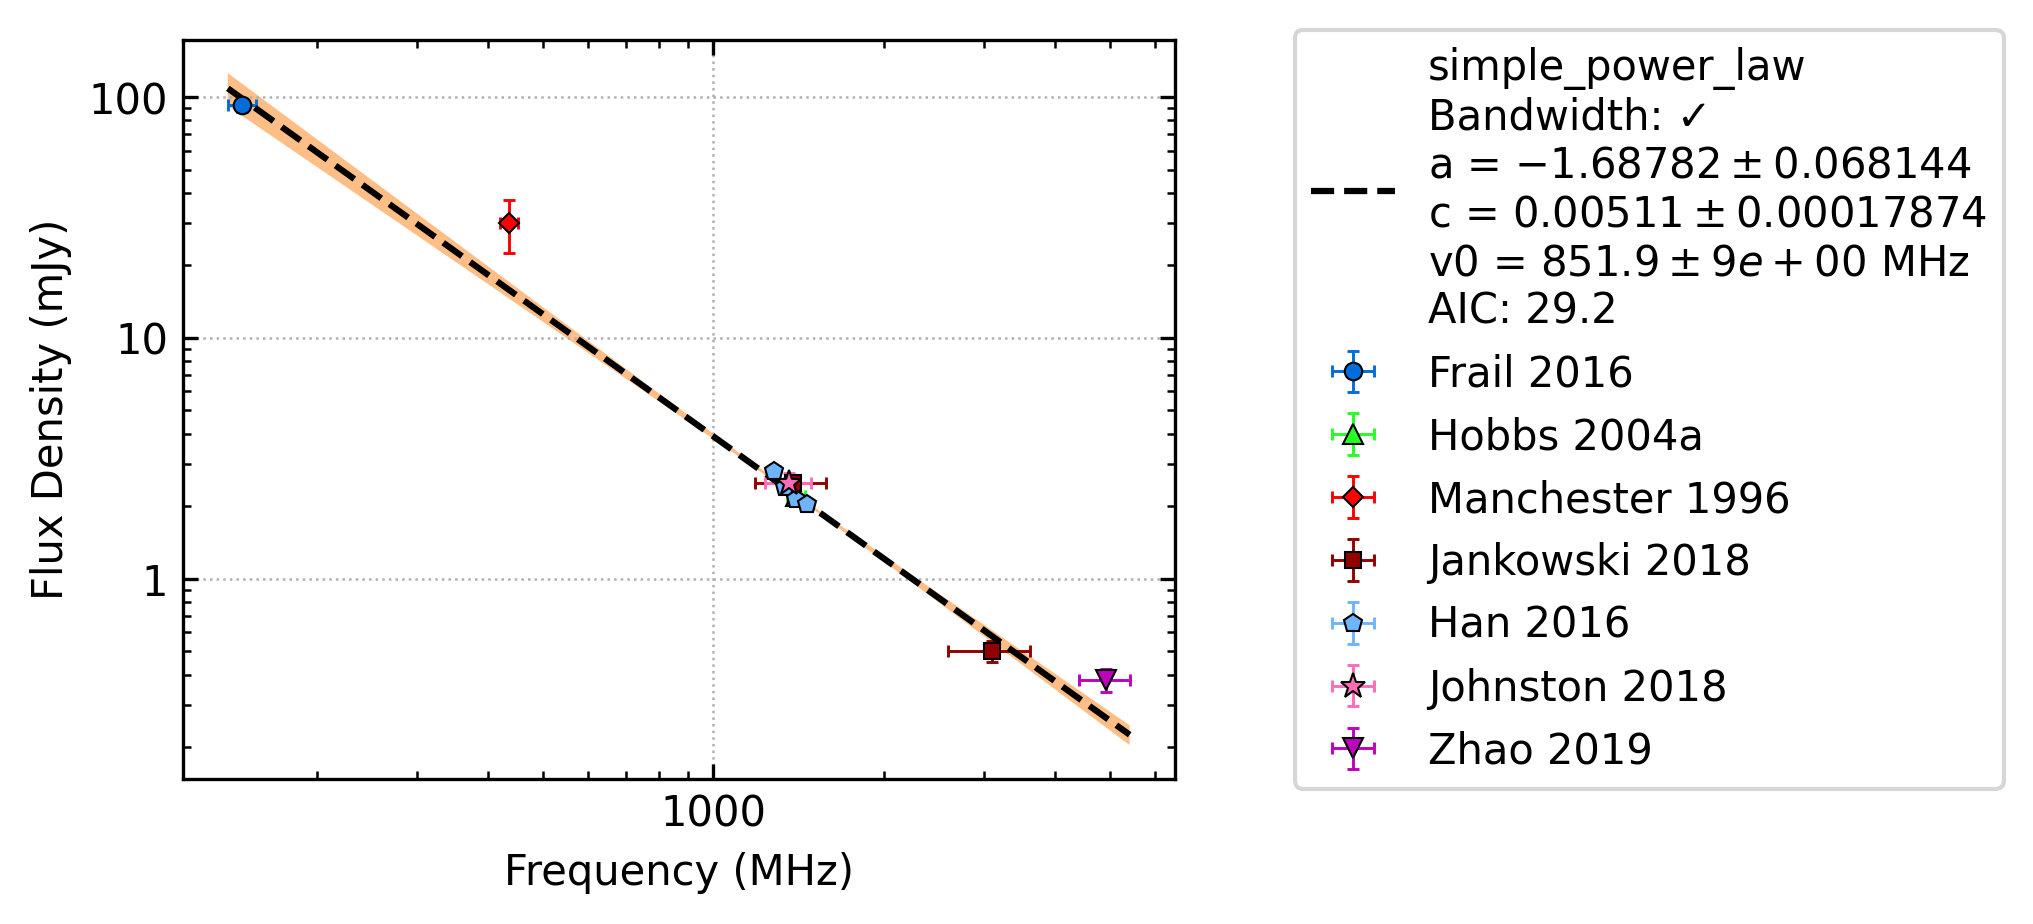 100
10
1
Flux Density (mJy)
1000
Frequency (MHz)
simple_power_law
Bandwidth: ✓
a = −1.68782 ± 0.068144
c = 0.00511 ± 0.00017874
v0 = 851.9 ± 9e + 00 MHz
AIC: 29.2
Frail 2016
Hobbs 2004a
Manchester 1996
Jankowski 2018
Han 2016
Johnston 2018
Zhao 2019